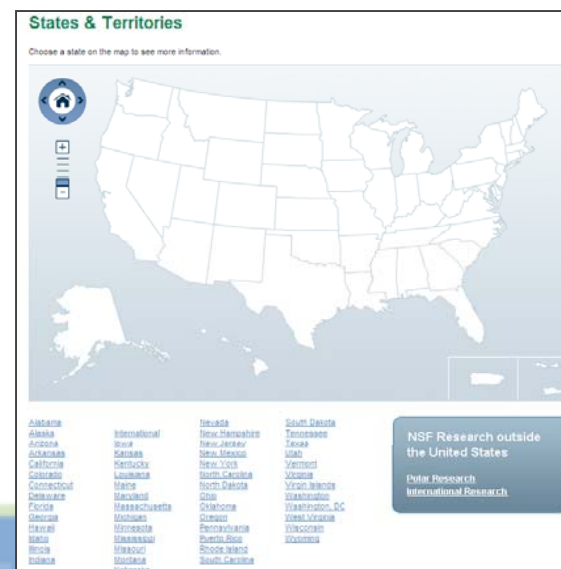 States & Territories
Choose a state on the map to see more information.
Alabama
Alaska
Arizona
Arkansas
California
Colorado
Connecticut
Delaware
Florida
Georgia
Hawaii
Idaho
Illinois
Indiana
International
Iowa
Kansas
Kentucky
Louisiana
Maine
Maryland
Massachusetts
Michigan
Minnesota
Mississippi
Missouri
Montana
Nebraska
Nevada
New Hampshire
New Jersey
New Mexico
New York
North Carolina
North Dakota
Ohio
Oklahoma
Oregon
Pennsylvania
Puerto Rico
Rhode Island
South Carolina
South Dakota
Tennessee
Texas
Utah
Vermont
Virginia
Virgin Islands
Washington
Washington, DC
West Virginia
Wisconsin
Wyoming
NSF Research outside
the United States
Polar Research
International Research